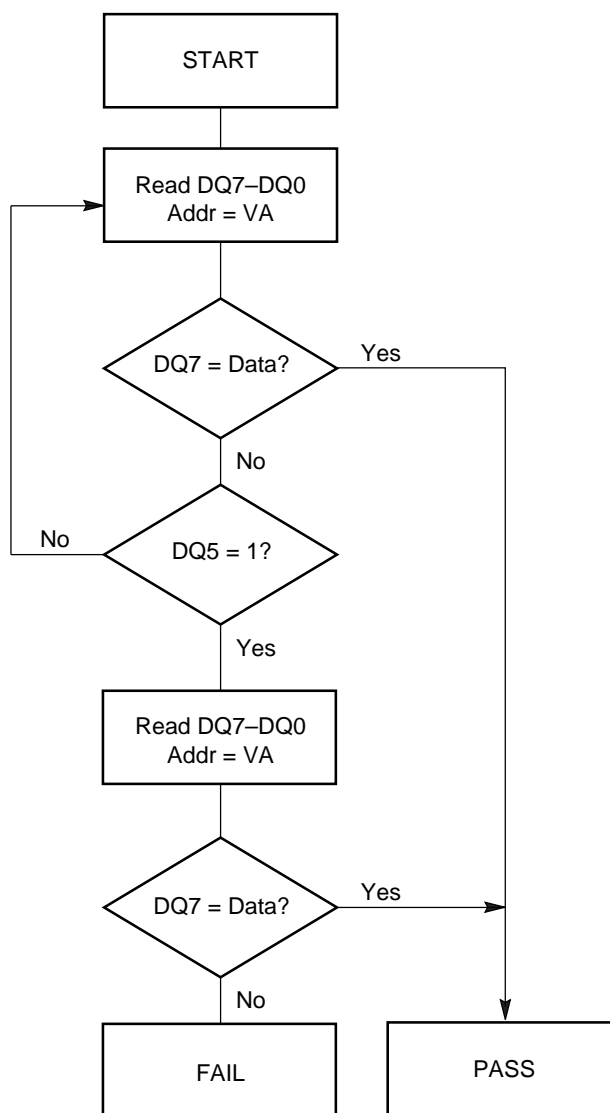 START
Read DQ7–DQ0
Addr = VA
DQ7 = Data?
Yes
No
No
DQ5 = 1?
Yes
Read DQ7–DQ0
Addr = VA
DQ7 = Data?
Yes
No
FAIL
PASS